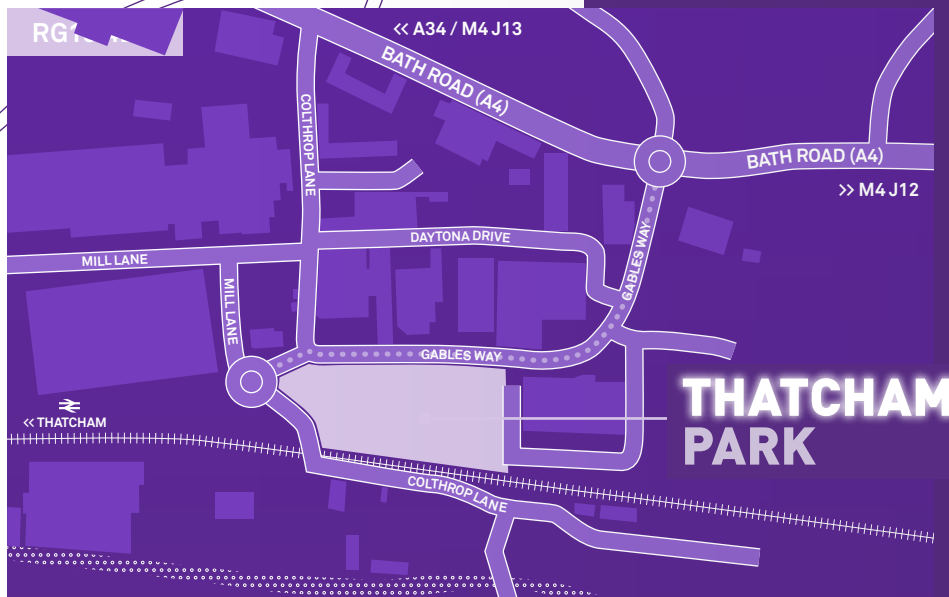 << A34 / M4 J13
BATH ROAD (A4)
COLTHROP LANE
BATH ROAD (A4)
>> M4 J12
DAYTONA DRIVE
GABLES WAY
MILL LANE
MILL LANE
GABLES WAY
THATCHAM
PARK
<< THATCHAM
COLTHROP LANE